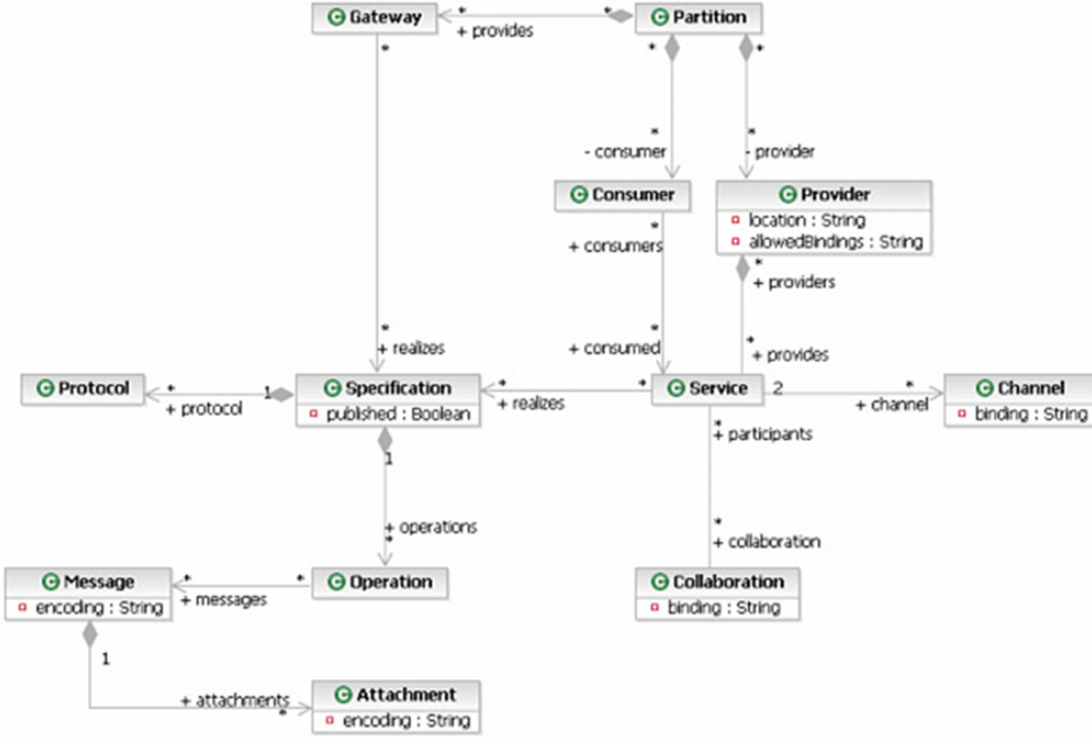 Gateway
*
+ provides
*
Partition
*
*
*
*
- consumer
*
- provider
Consumer
Provider
location : String
allowedBindings : String
*
+ consumers
*
+ providers
*
+ realizes
*
+ consumed
*
+ provides
Protocol
*
+ protocol
1
Specification
published : Boolean
*
+ realizes
*
Service
2
*
+ channel
Channel
binding : String
1
*
+ participants
+ operations
*
*
+ collaboration
Message
encoding : String
*
+ messages
*
Operation
Collaboration
binding : String
1
+ attachments
*
Attachment
encoding : String